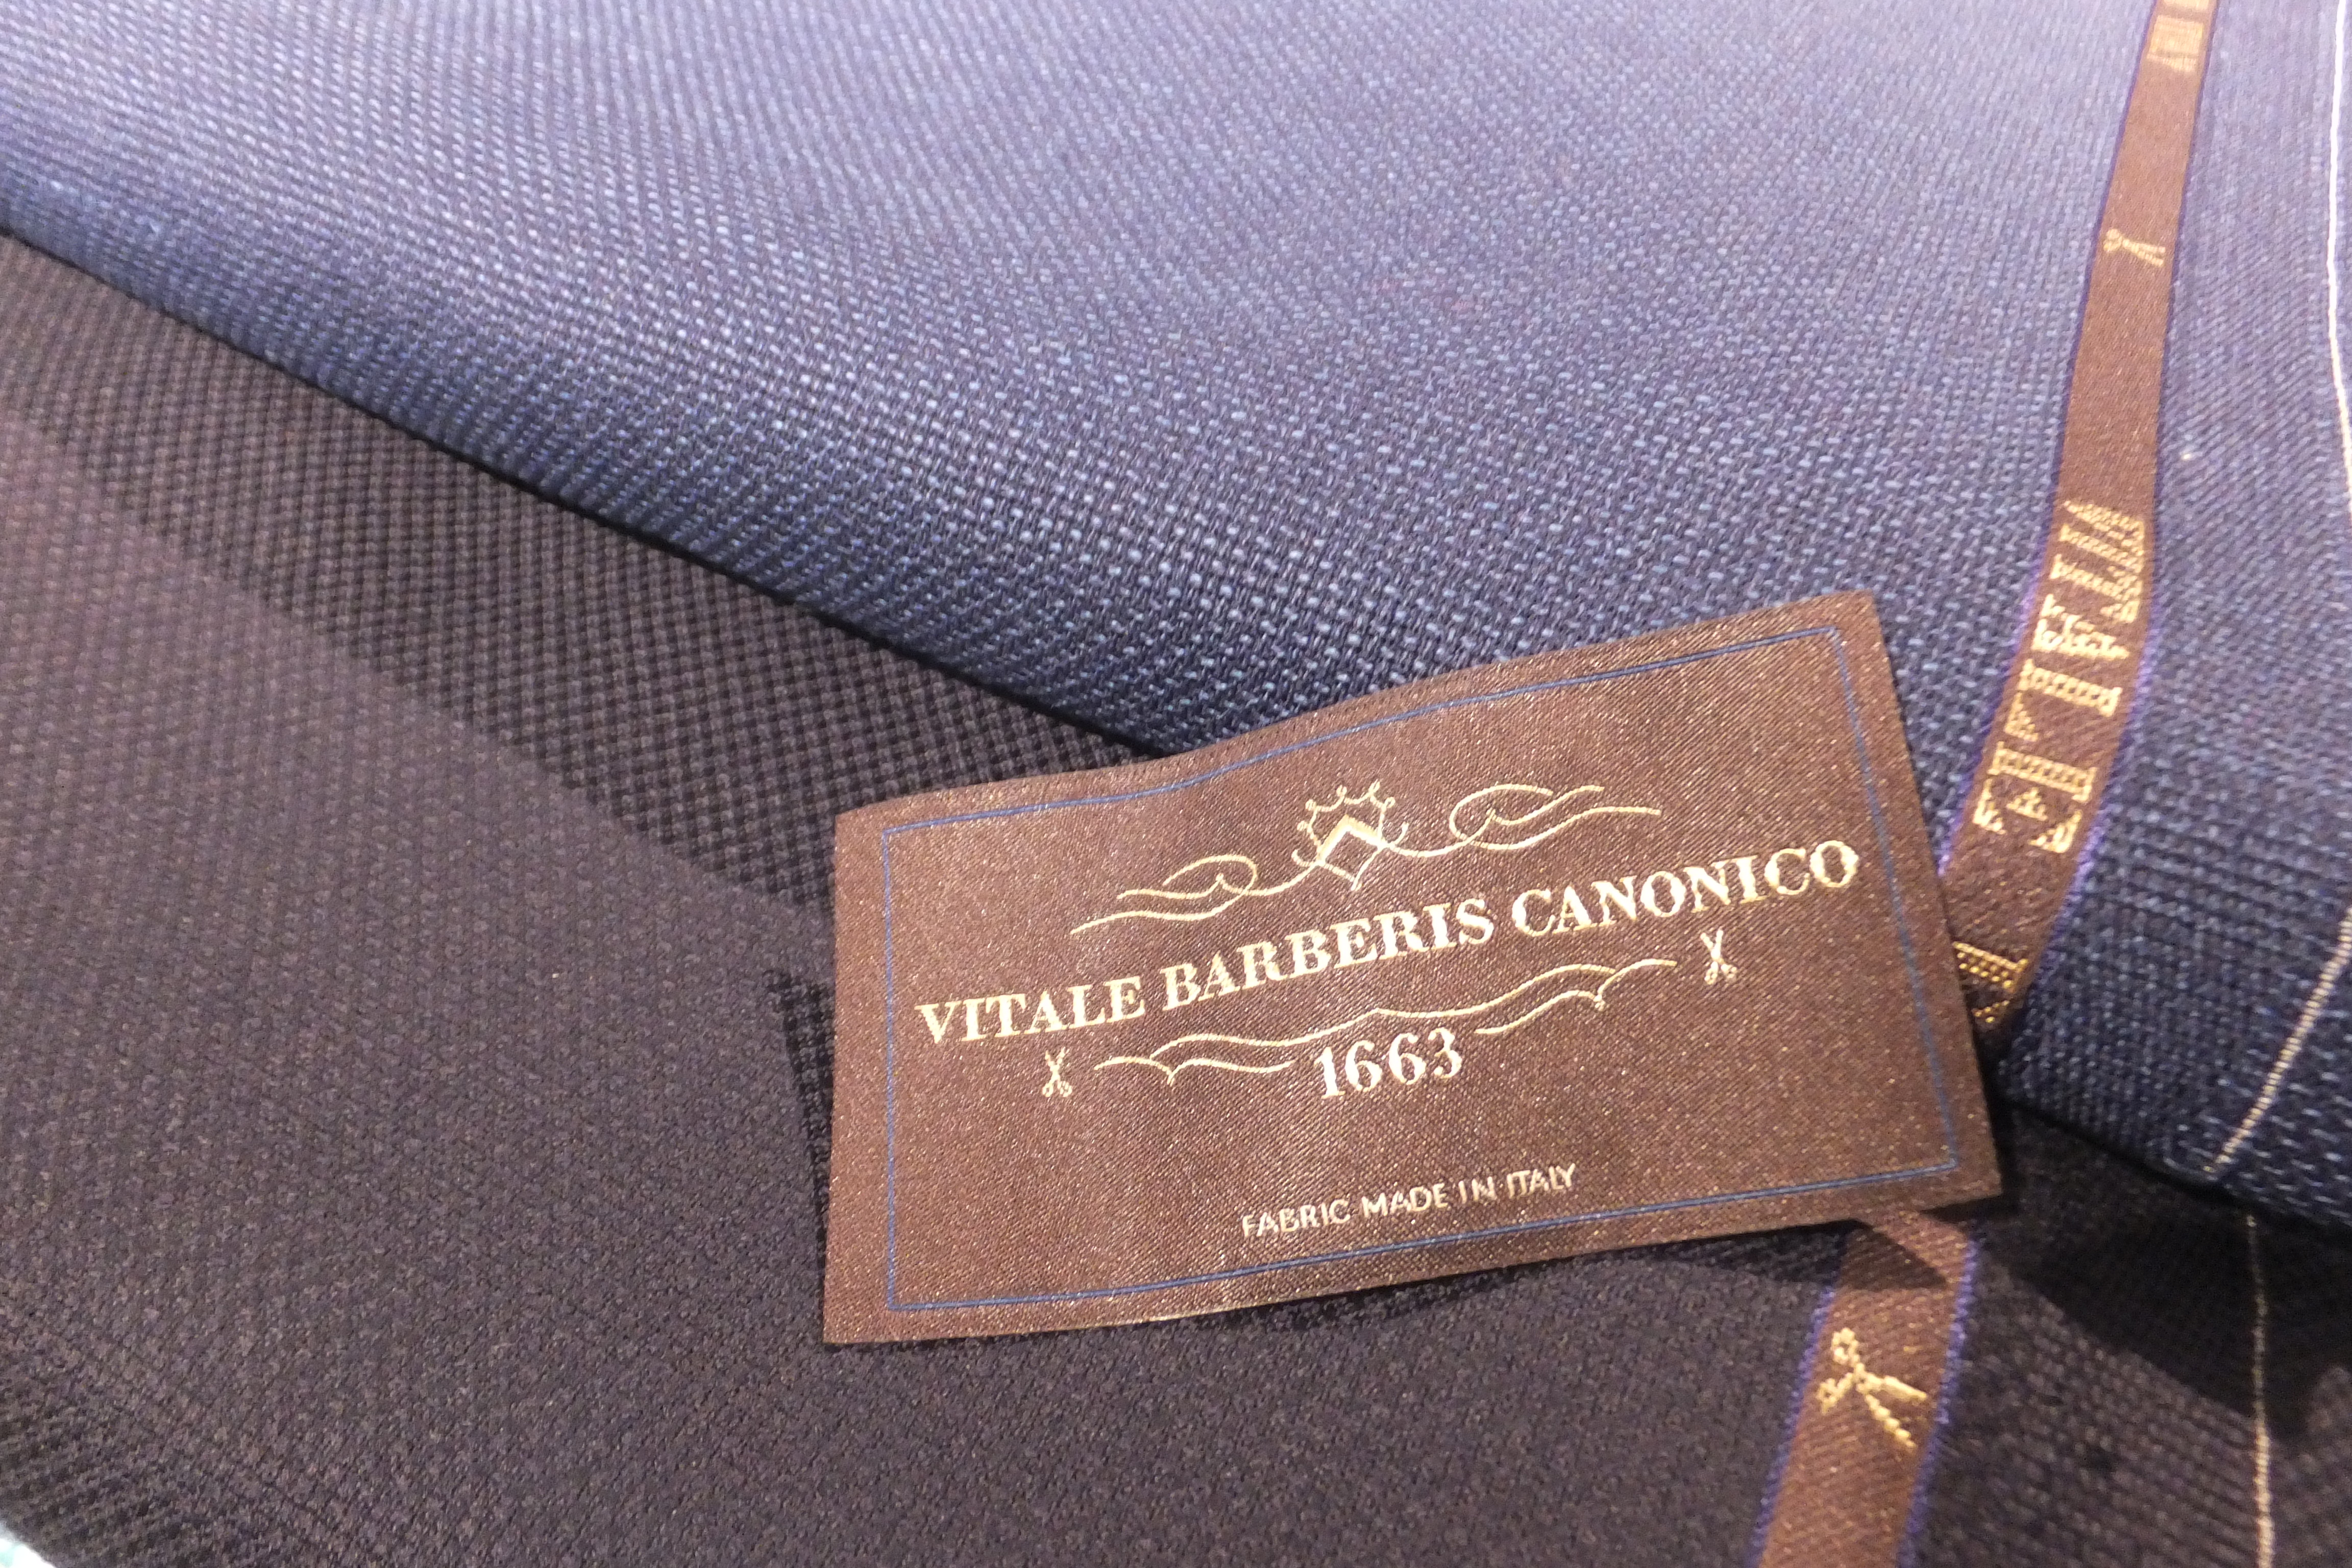 VITALE BARBERIS CANONICO
1663
FABRIC MADE IN ITALY